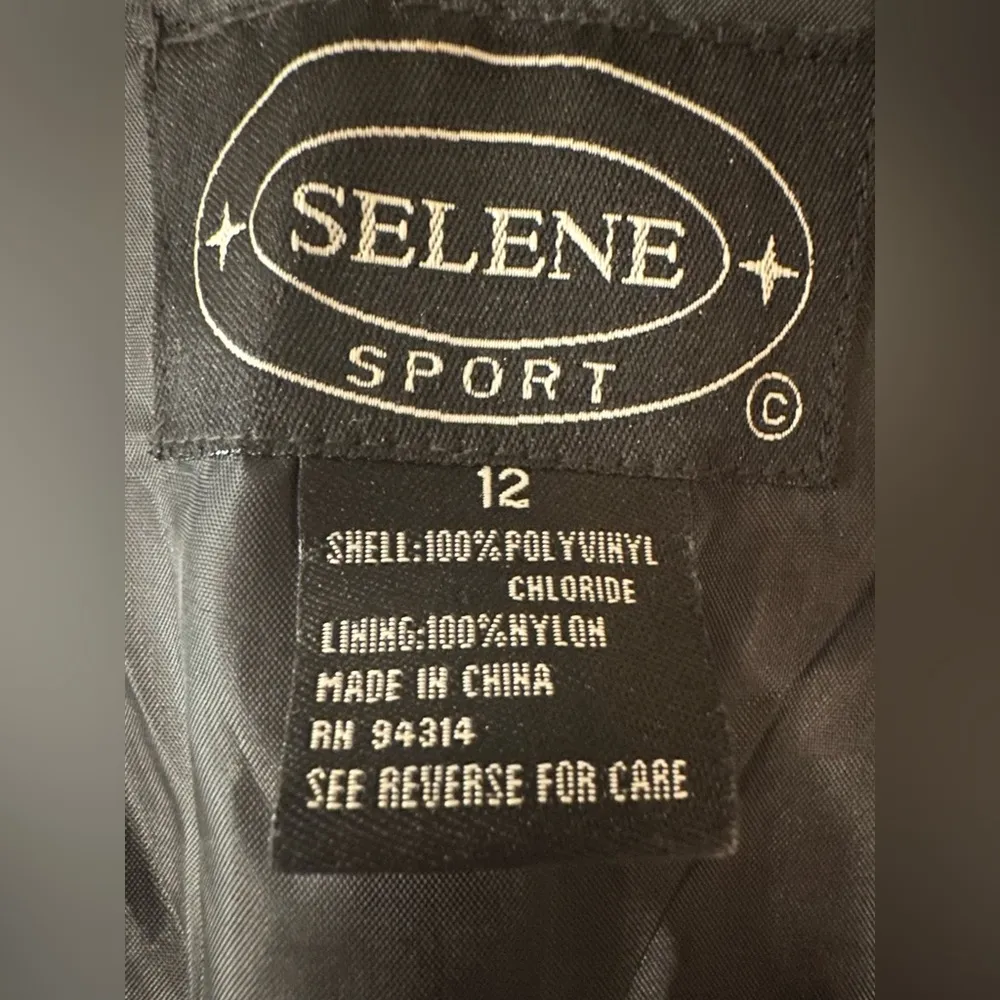 SELENE
SPORT
©
12
SHELL:100%POLYVINYL
CHLORIDE
LINING:100%NYLON
MADE IN CHINA
RN 94314
SEE REVERSE FOR CARE